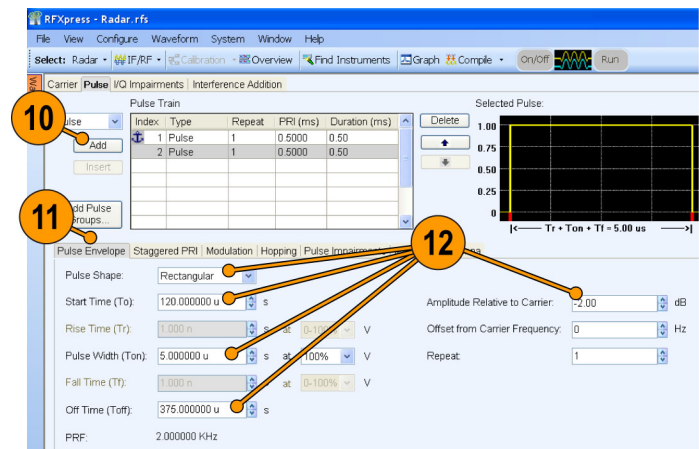 RFXpress - Radar.rfs
File View Configure Waveform System Window Help
Select: Radar IF/RF Calibration Overview Find Instruments Graph Compile On/Off Run
Carrier Pulse I/Q Impairments Interference Addition
Pulse Train
Selected Pulse:
10
Index Type Repeat PRI (ms) Duration (ms)
1 Pulse 1 0.5000 0.50
2 Pulse 1 0.5000 0.50
Add
Insert
Delete
1.00
0.75
0.50
0.25
0
Tr + Ton + Tf = 5.00 us
11
12
Pulse Envelope Staggered PRI Modulation Hopping Pulse
Pulse Shape: Rectangular
Start Time (To): 120.000000 u s
Amplitude Relative to Carrier: -2.00 dB
Rise Time (Tr): 1.000 n s at 0-100% V
Offset from Carrier Frequency: 0 Hz
Pulse Width (Ton): 5.000000 u s at 100% V
Repeat: 1
Fall Time (Tf): 1.000 n s at 0-100% V
Off Time (Toff): 375.000000 u s
PRF: 2.000000 KHz